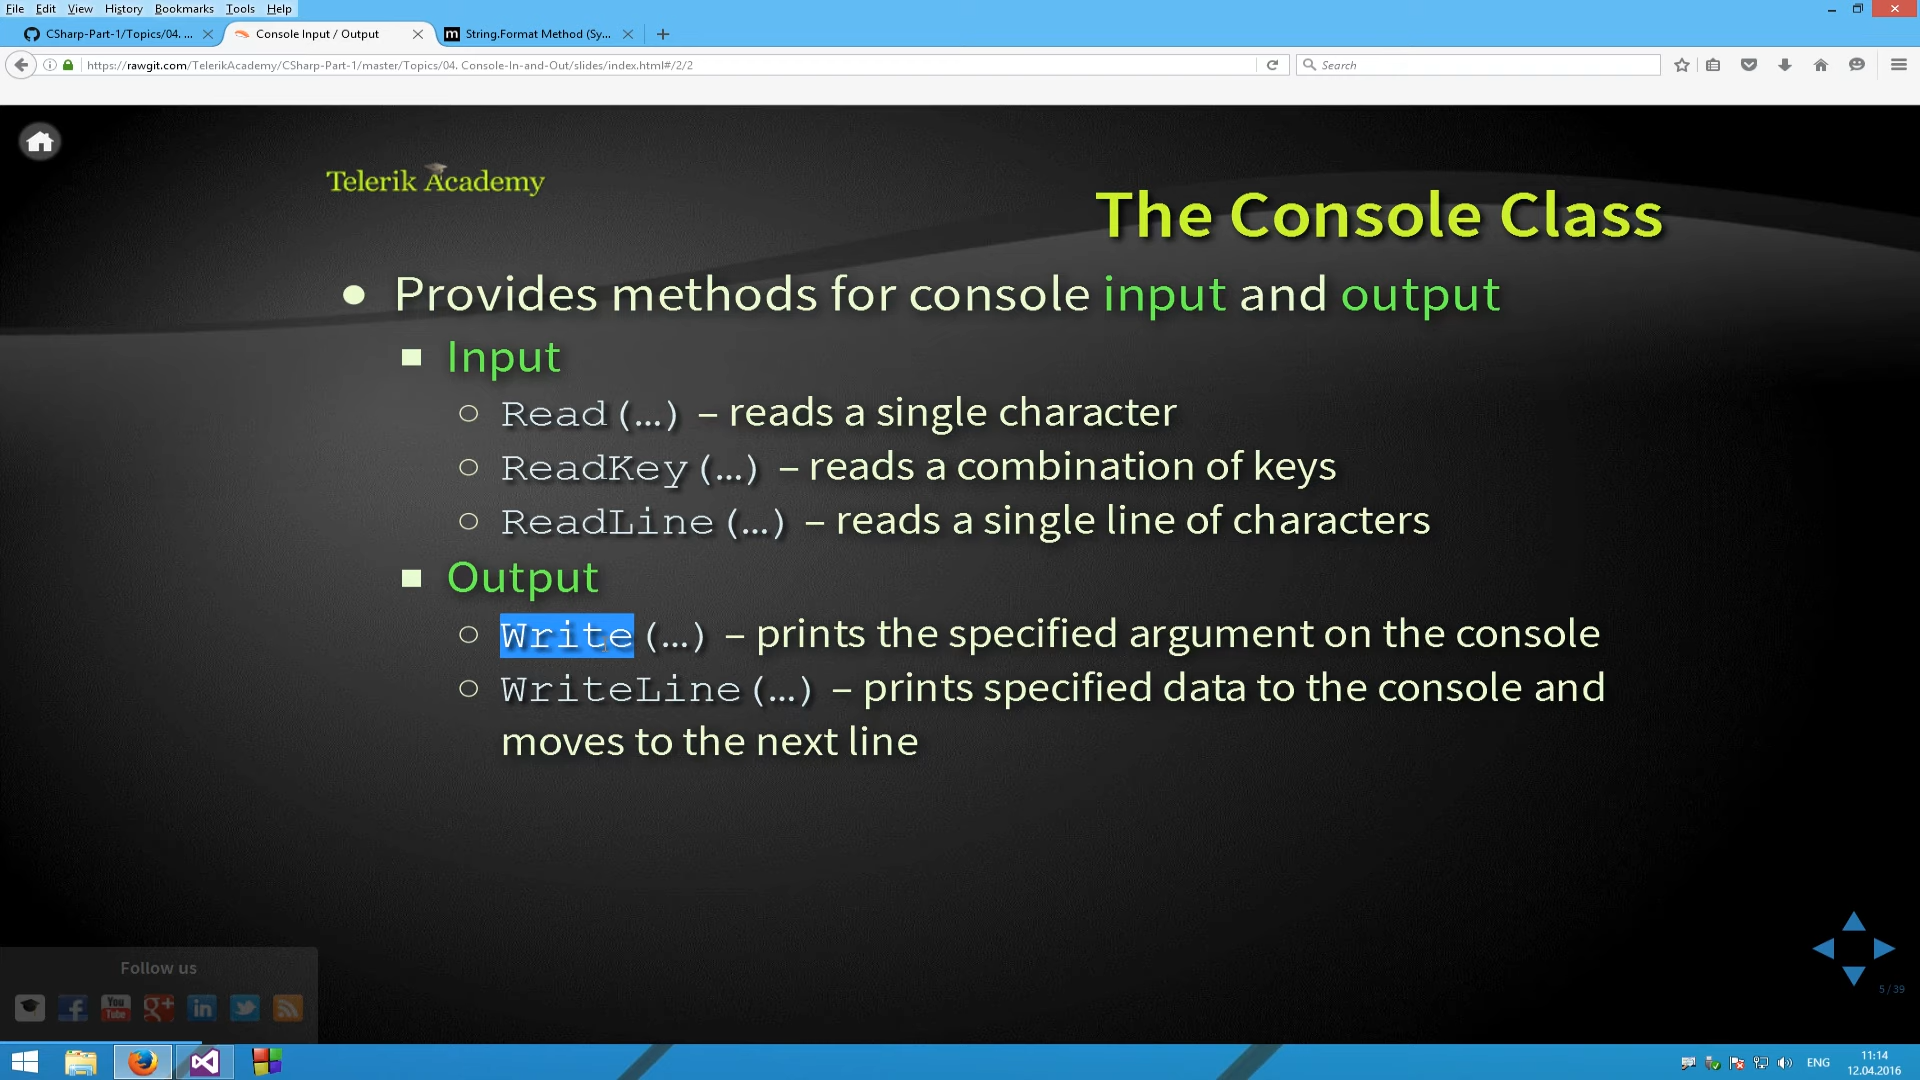 File Edit View History Bookmarks Tools Help
CSharp-Part-1/Topics/04. ...
Console Input / Output
String.Format Method (Sy...
https://rawgit.com/TelerikAcademy/CSharp-Part-1/master/Topics/04. Console-In-and-Out/slides/index.html#/2/2
Search
Telerik Academy
The Console Class
● Provides methods for console input and output
■ Input
○ Read(…) – reads a single character
○ ReadKey(…) – reads a combination of keys
○ ReadLine(…) – reads a single line of characters
■ Output
○ Write(…) – prints the specified argument on the console
○ WriteLine(…) – prints specified data to the console and
moves to the next line
5 / 39
Follow us
You
Tube
g+
in
ENG
11:14
12.04.2016